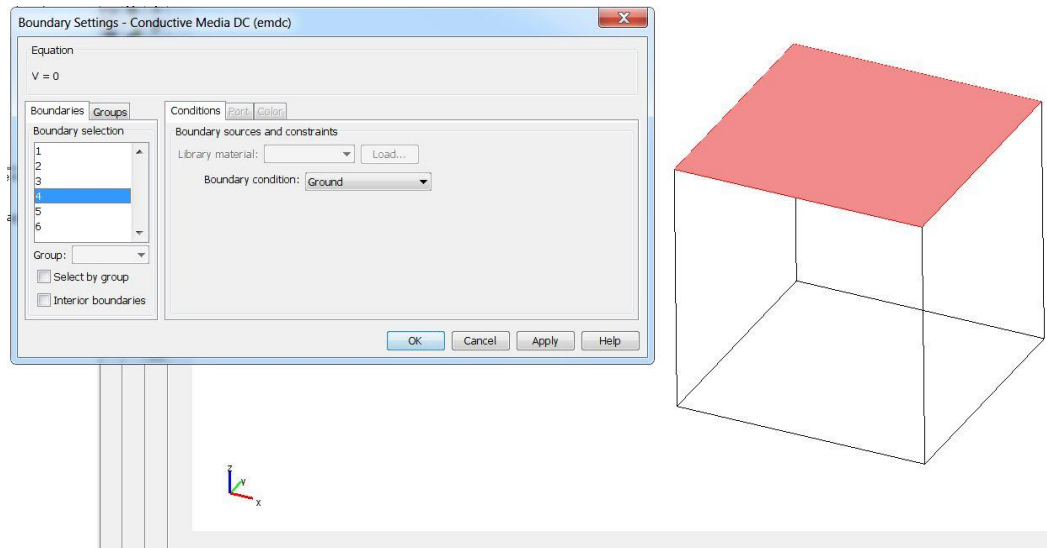 Boundary Settings - Conductive Media DC (emdc)
X
Equation
V = 0
Boundaries Groups
Conditions Port Color
Boundary selection
Boundary sources and constraints
1
2
3
4
5
6
Library material: Load...
Boundary condition: Ground
Group:
Select by group
Interior boundaries
OK Cancel Apply Help
z
y
x